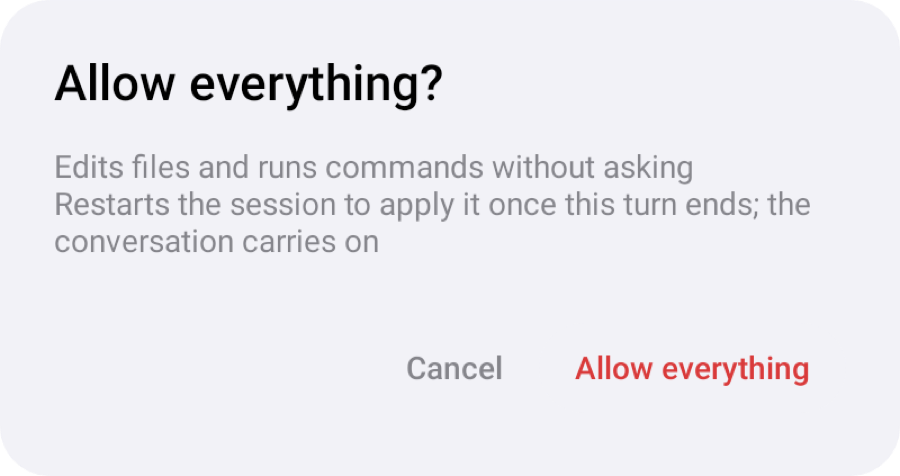 Allow everything?
Edits files and runs commands without asking
Restarts the session to apply it once this turn ends; the
conversation carries on
Cancel
Allow everything